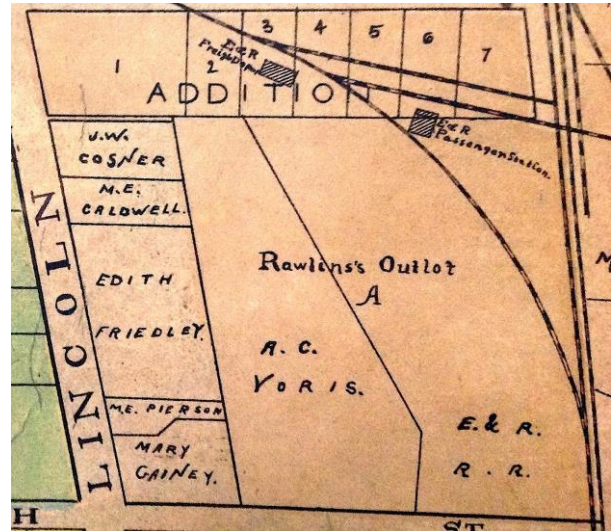 1
2
3
4
5
6
7
E & R
Freight Depot
ADDITION
E & R
Passenger Station.
J.W.
COSNER
M.E.
CALDWELL.
EDITH
FRIEDLEY.
M.E. PIERSON
MARY
GAINEY.
LINCOLN
Rawlins's Outlot
A
A. C.
VORIS.
E. & R.
R. R.
H
ST
M